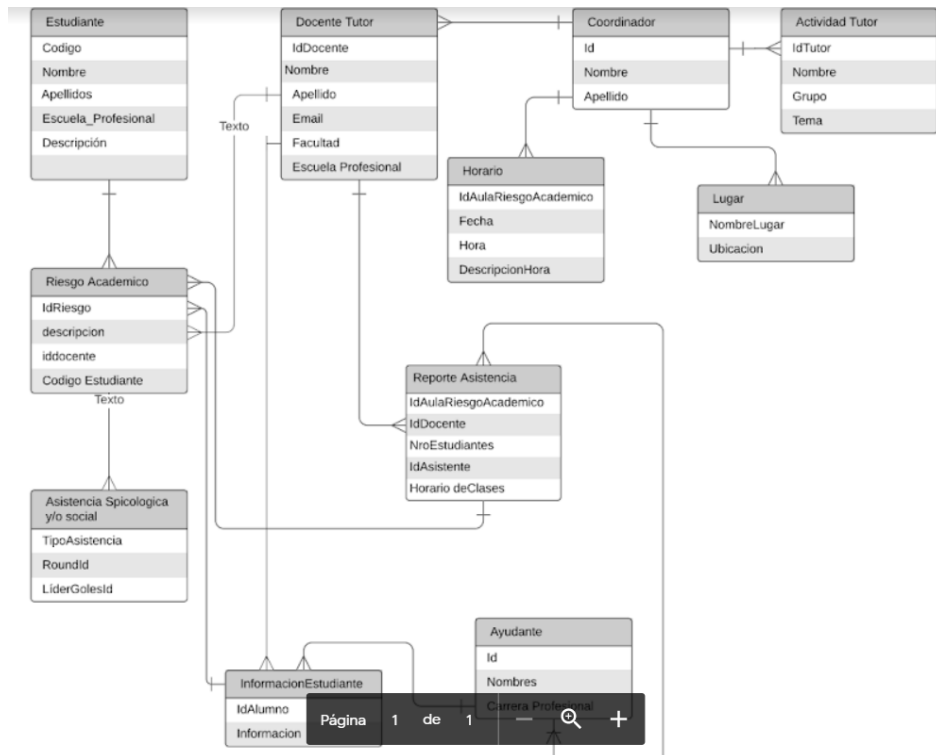 Estudiante
Codigo
Nombre
Apellidos
Escuela_Profesional
Descripción
Docente Tutor
IdDocente
Nombre
Apellido
Email
Facultad
Escuela Profesional
Coordinador
Id
Nombre
Apellido
Actividad Tutor
IdTutor
Nombre
Grupo
Tema
Texto
Horario
IdAulaRiesgoAcademico
Fecha
Hora
DescripcionHora
Lugar
NombreLugar
Ubicacion
Riesgo Academico
IdRiesgo
descripcion
iddocente
Codigo Estudiante
Texto
Reporte Asistencia
IdAulaRiesgoAcademico
IdDocente
NroEstudiantes
IdAsistente
Horario deClases
Asistencia Spicologica
y/o social
TipoAsistencia
RoundId
LíderGolesId
Ayudante
Id
Nombres
Carrera Profesional
InformacionEstudiante
IdAlumno
Informacion
Página 1 de 1